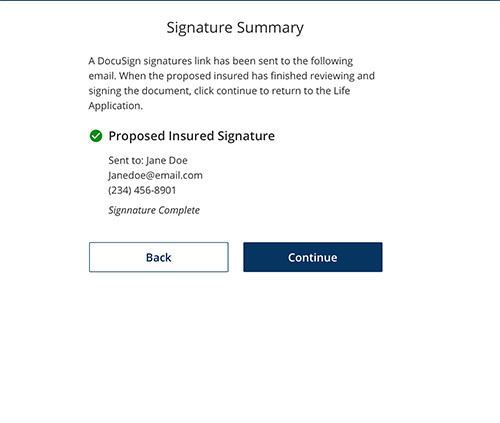 Signature Summary
A DocuSign signatures link has been sent to the following
email. When the proposed insured has finished reviewing and
signing the document, click continue to return to the Life
Application.
Proposed Insured Signature
Sent to: Jane Doe
Janedoe@email.com
(234) 456-8901
Signnature Complete
Back
Continue